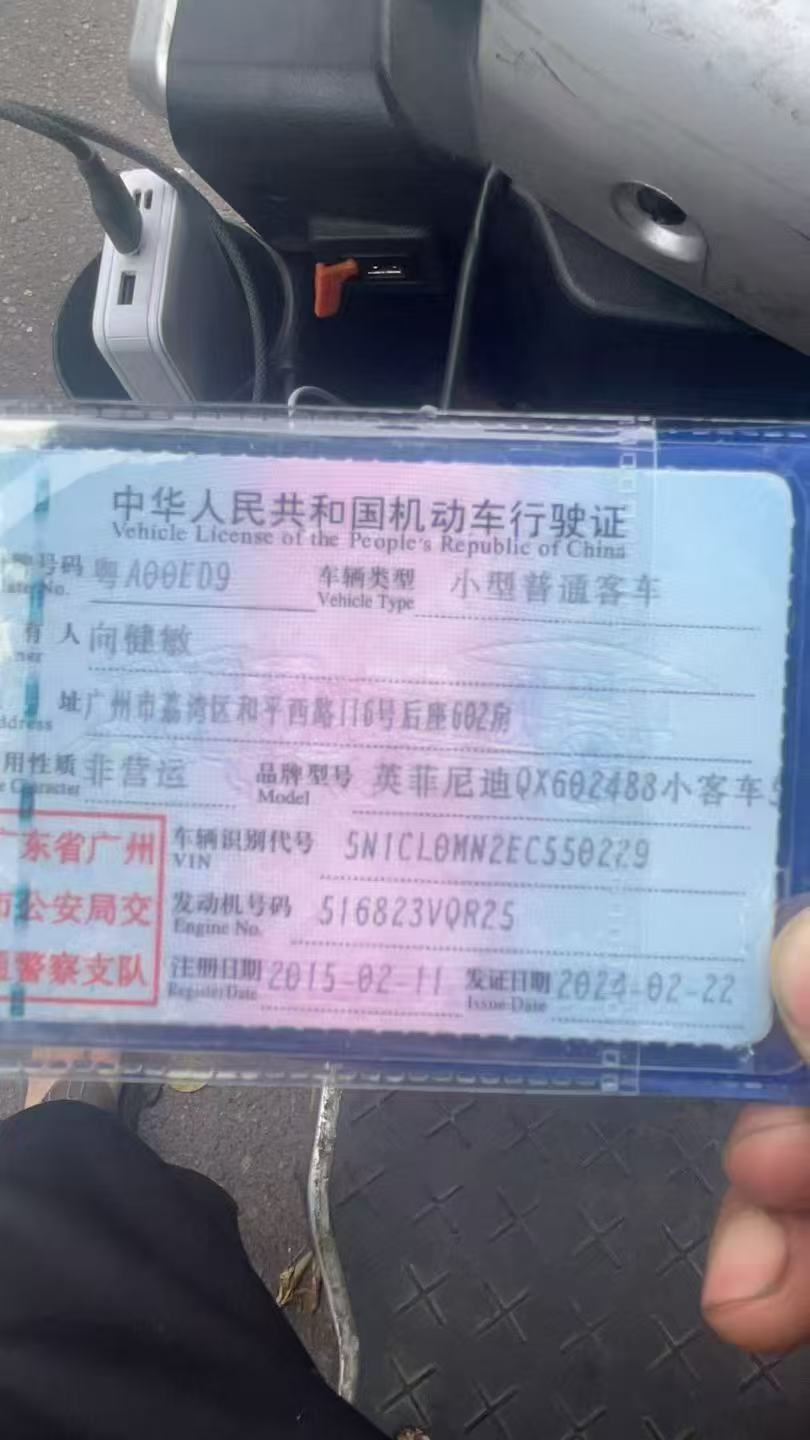 中华人民共和国机动车行驶证
Vehicle License of the People's Republic of China
号码 粤A00ED9 车辆类型 小型普通客车
No. Vehicle Type
有 人 向健敏
址 广州市荔湾区和平西路116号后座602房
用性质 非营运 品牌型号 英菲尼迪QX602488小客车
Character Model
广东省广州 车辆识别代号 5N1CL0MN2EC550229
VIN
市公安局交 发动机号码 516823VQR25
Engine No.
通警察支队 注册日期 2015-02-11 发证日期 2024-02-22
Register Date Issue Date